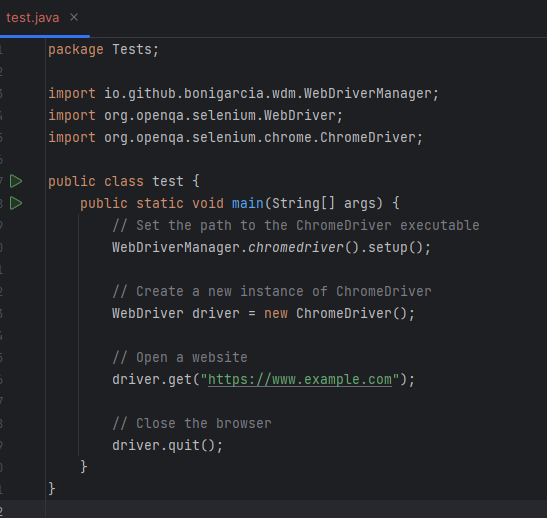 test.java ×
package Tests;
import io.github.bonigarcia.wdm.WebDriverManager;
import org.openqa.selenium.WebDriver;
import org.openqa.selenium.chrome.ChromeDriver;
public class test {
public static void main(String[] args) {
// Set the path to the ChromeDriver executable
WebDriverManager.chromedriver().setup();
// Create a new instance of ChromeDriver
WebDriver driver = new ChromeDriver();
// Open a website
driver.get("https://www.example.com");
// Close the browser
driver.quit();
}
}